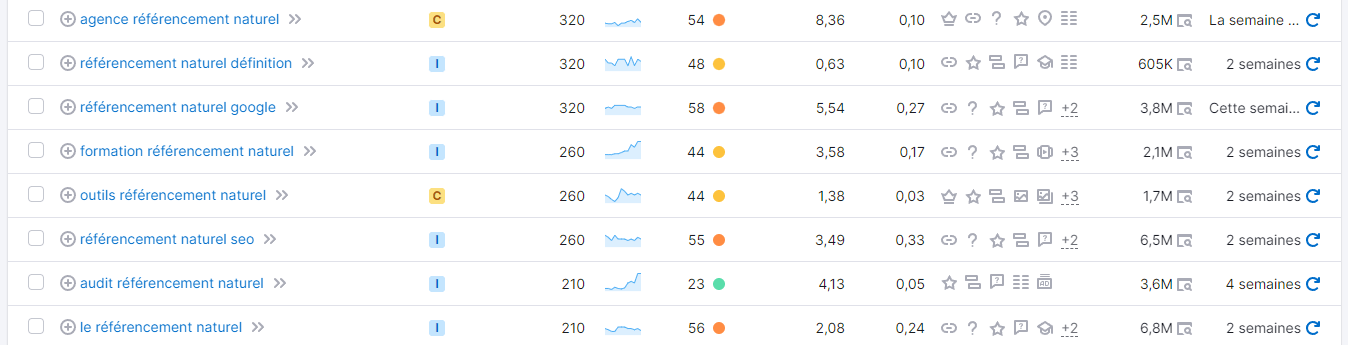 agence référencement naturel C 320 54 8,36 0,10 2,5M La semaine ...
référencement naturel définition I 320 48 0,63 0,10 605K 2 semaines
référencement naturel google I 320 58 5,54 0,27 +2 3,8M Cette semai...
formation référencement naturel I 260 44 3,58 0,17 +3 2,1M 2 semaines
outils référencement naturel C 260 44 1,38 0,03 +3 1,7M 2 semaines
référencement naturel seo I 260 55 3,49 0,33 +2 6,5M 2 semaines
audit référencement naturel I 210 23 4,13 0,05 AD 3,6M 4 semaines
le référencement naturel I 210 56 2,08 0,24 +2 6,8M 2 semaines